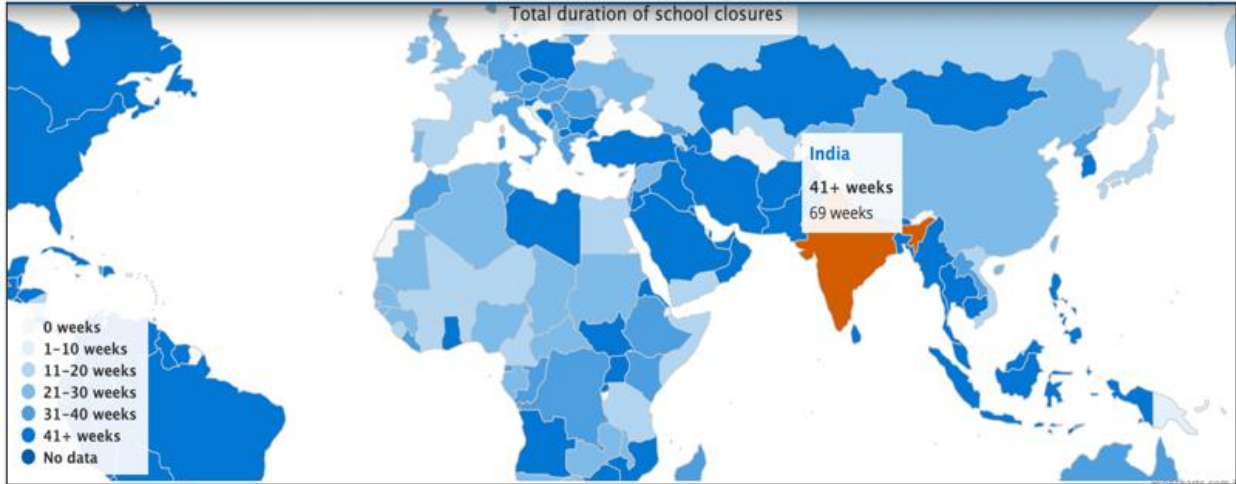 Total duration of school closures
India
41+ weeks
69 weeks
0 weeks
1-10 weeks
11-20 weeks
21-30 weeks
31-40 weeks
41+ weeks
No data